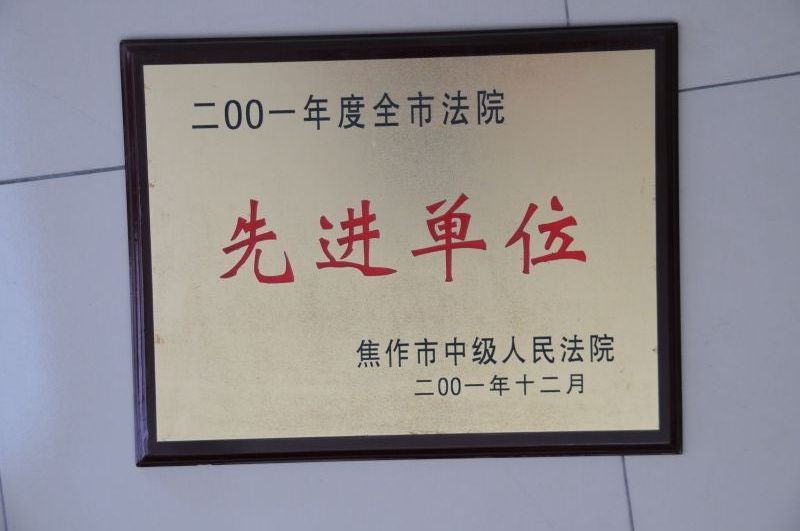 二00一年度全市法院
先进单位
焦作市中级人民法院
二00一年十二月